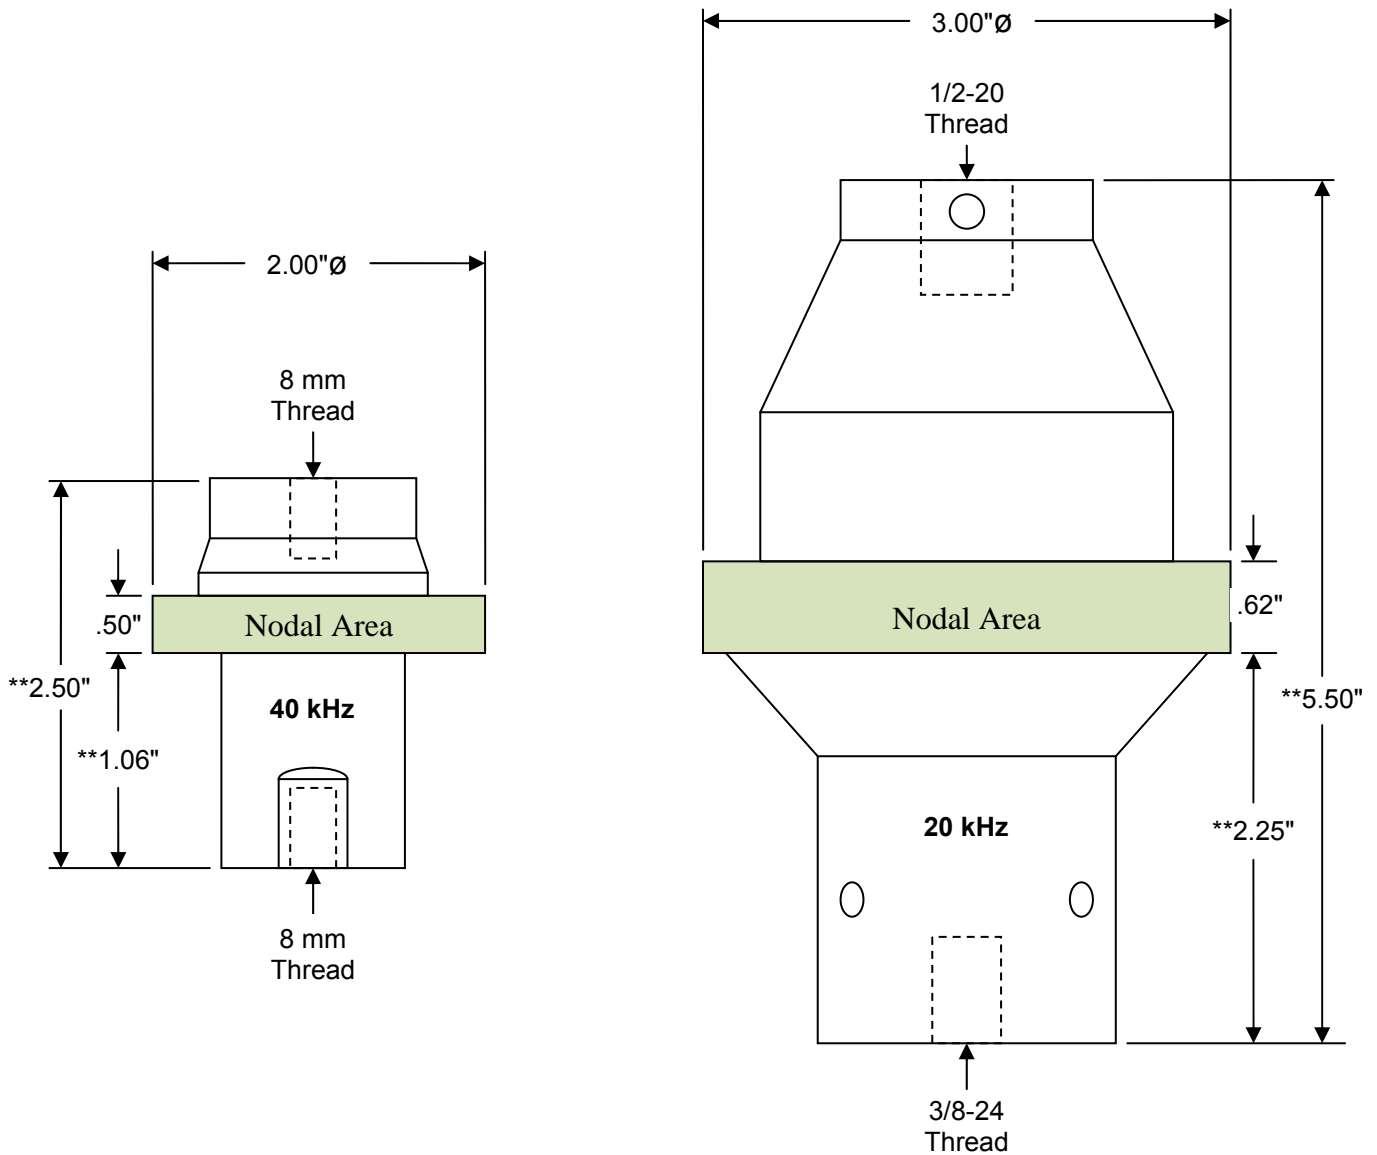 3.00"Ø
1/2-20
Thread
2.00"Ø
8 mm
Thread
.50"
Nodal Area
.62"
Nodal Area
**2.50"
40 kHz
**5.50"
**1.06"
20 kHz
**2.25"
8 mm
Thread
3/8-24
Thread